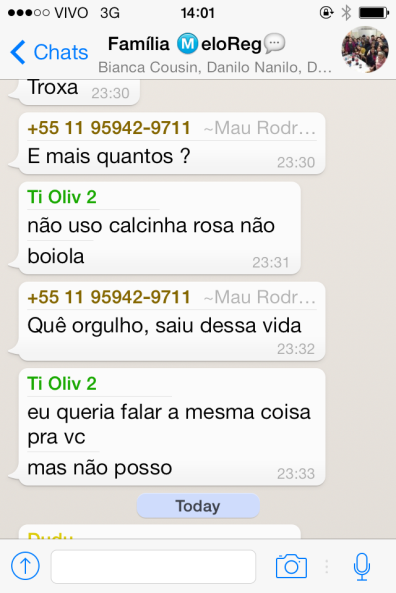 VIVO 3G 14:01
Chats
Família MeloReg
Bianca Cousin, Danilo Nanilo, D...
Troxa 23:30
+55 11 95942-9711 ~Mau Rodr...
E mais quantos ? 23:30
Ti Oliv 2
não uso calcinha rosa não
boiola 23:31
+55 11 95942-9711 ~Mau Rodr...
Quê orgulho, saiu dessa vida
23:32
Ti Oliv 2
eu queria falar a mesma coisa
pra vc
mas não posso 23:33
Today
Dudu